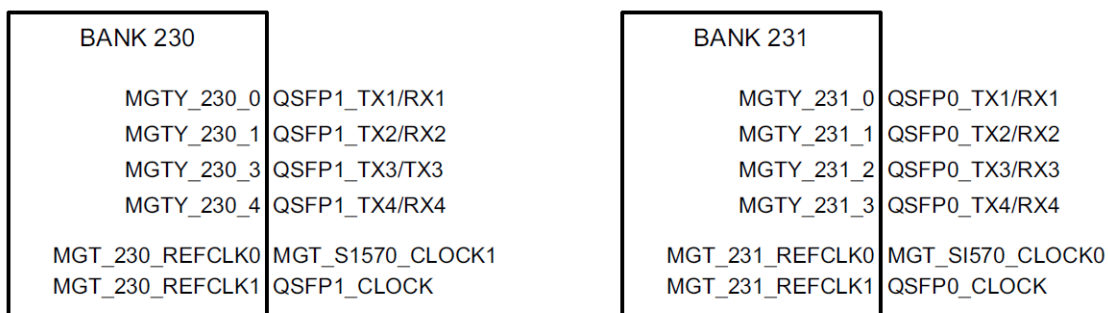 BANK 230
MGTY_230_0 QSFP1_TX1/RX1
MGTY_230_1 QSFP1_TX2/RX2
MGTY_230_3 QSFP1_TX3/TX3
MGTY_230_4 QSFP1_TX4/RX4
MGT_230_REFCLK0 MGT_S1570_CLOCK1
MGT_230_REFCLK1 QSFP1_CLOCK
BANK 231
MGTY_231_0 QSFP0_TX1/RX1
MGTY_231_1 QSFP0_TX2/RX2
MGTY_231_2 QSFP0_TX3/RX3
MGTY_231_3 QSFP0_TX4/RX4
MGT_231_REFCLK0 MGT_SI570_CLOCK0
MGT_231_REFCLK1 QSFP0_CLOCK